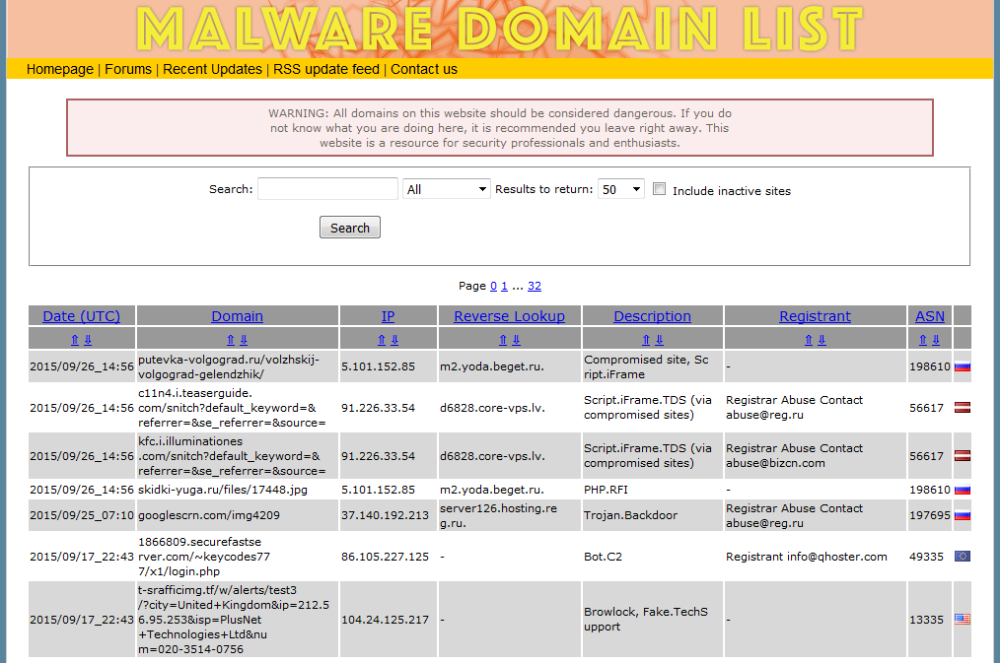 MALWARE DOMAIN LIST
Homepage | Forums | Recent Updates | RSS update feed | Contact us
WARNING: All domains on this website should be considered dangerous. If you do
not know what you are doing here, it is recommended you leave right away. This
website is a resource for security professionals and enthusiasts.
Search: All Results to return: 50 Include inactive sites
Search
Page 0 1 ... 32
Date (UTC) Domain IP Reverse Lookup Description Registrant ASN
⇑ ⇓ ⇑ ⇓ ⇑ ⇓ ⇑ ⇓ ⇑ ⇓ ⇑ ⇓ ⇑ ⇓
2015/09/26_14:56
putevka-volgograd.ru/volzhskij-
volgograd-gelendzhik/
5.101.152.85
m2.yoda.beget.ru.
Compromised site, Sc
ript.iFrame
-
198610
2015/09/26_14:56
c11n4.i.teaserguide.
com/snitch?default_keyword=&
referrer=&se_referrer=&source=
91.226.33.54
d6828.core-vps.lv.
Script.iFrame.TDS (via
compromised sites)
Registrar Abuse Contact
abuse@reg.ru
56617
2015/09/26_14:56
kfc.i.illuminationes
.com/snitch?default_keyword=&
referrer=&se_referrer=&source=
91.226.33.54
d6828.core-vps.lv.
Script.iFrame.TDS (via
compromised sites)
Registrar Abuse Contact
abuse@bizcn.com
56617
2015/09/26_14:56
skidki-yuga.ru/files/17448.jpg
5.101.152.85
m2.yoda.beget.ru.
PHP.RFI
-
198610
2015/09/25_07:10
googlescrn.com/img4209
37.140.192.213
server126.hosting.re
g.ru.
Trojan.Backdoor
Registrar Abuse Contact
abuse@reg.ru
197695
2015/09/17_22:43
1866809.securefastse
rver.com/~keycodes77
7/x1/login.php
86.105.227.125
-
Bot.C2
Registrant info@qhoster.com
49335
2015/09/17_22:43
t-srafficimg.tf/w/alerts/test3
/?city=United+Kingdom&ip=212.5
6.95.253&isp=PlusNet
+Technologies+Ltd&nu
m=020-3514-0756
104.24.125.217
-
Browlock, Fake.TechS
upport
-
13335